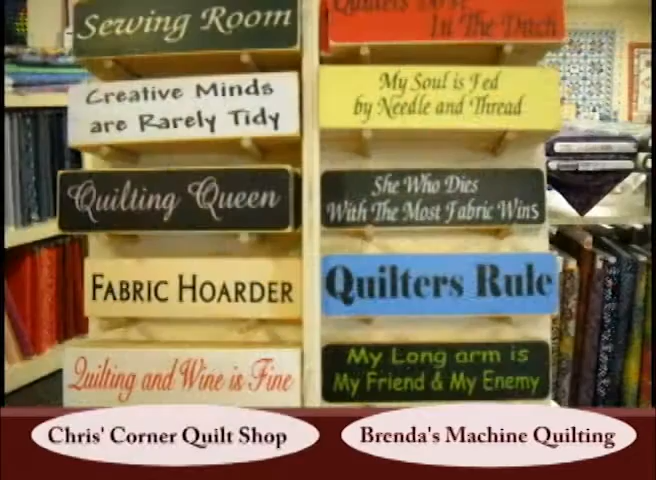 Sewing Room
Creative Minds
are Rarely Tidy
Quilting Queen
FABRIC HOARDER
Quilting and Wine is Fine
Quilters
In The Ditch
My Soul is Fed
by Needle and Thread
She Who Dies
With The Most Fabric Wins
Quilters Rule
My Long arm is
My Friend & My Enemy
Chris' Corner Quilt Shop
Brenda's Machine Quilting